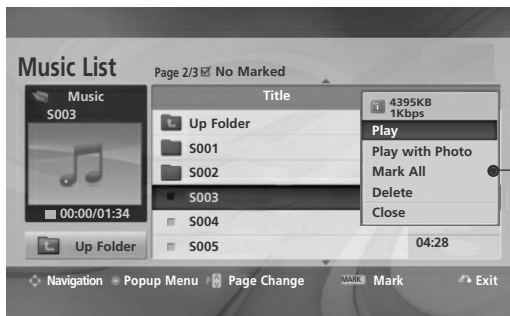 Music List
Page 2/3 No Marked
Music
S003
00:00/01:34
Up Folder
Title
Up Folder
S001
S002
S003
S004
S005
04:28
4395KB
1Kbps
Play
Play with Photo
Mark All
Delete
Close
Navigation Popup Menu Page Change MARK Mark Exit